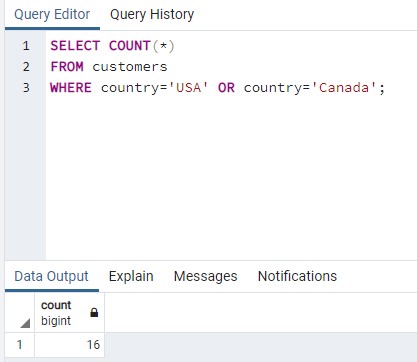 Query Editor Query History
1 SELECT COUNT(*)
2 FROM customers
3 WHERE country='USA' OR country='Canada';
Data Output Explain Messages Notifications
count
bigint
1 16